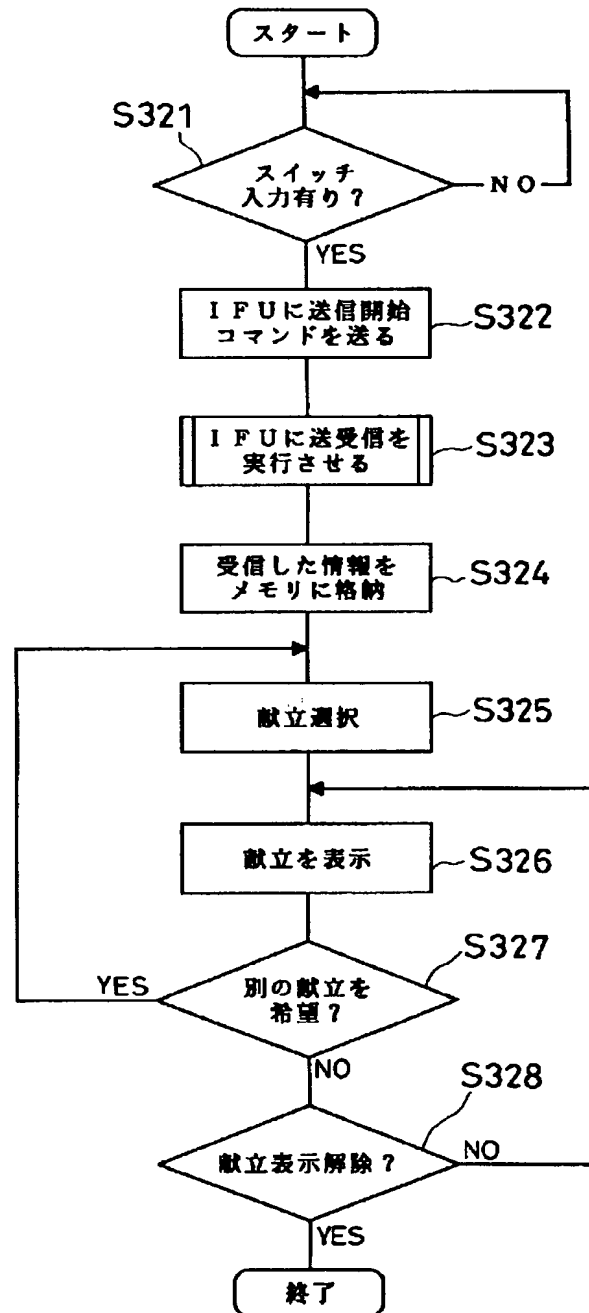 スタート
S321
スイッチ
入力有り?
NO
YES
IFUに送信開始
コマンドを送る
S322
IFUに送受信を
実行させる
S323
受信した情報を
メモリに格納
S324
献立選択
S325
献立を表示
S326
S327
YES
別の献立を
希望?
NO
S328
献立表示解除?
NO
YES
終了